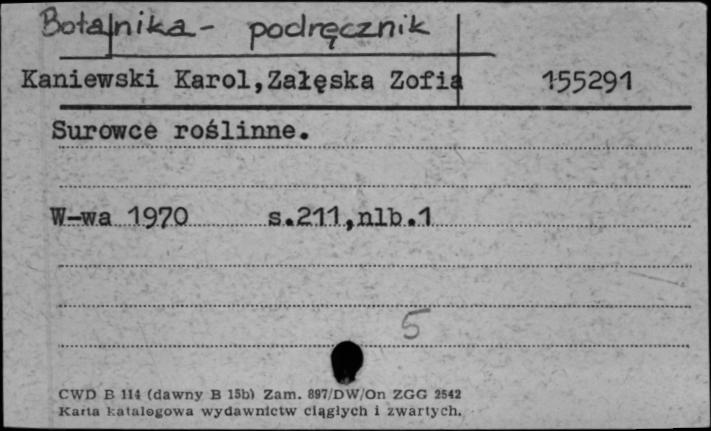 Botanika - podręcznik
Kaniewski Karol,Załęska Zofia 155291
Surowce roślinne.
W-wa 1970 s.211,nlb.1
5
CWD B 114 (dawny B 15b) Zam. 897/DW/On ZGG 2542
Karta katalogowa wydawnictw ciągłych i zwartych.